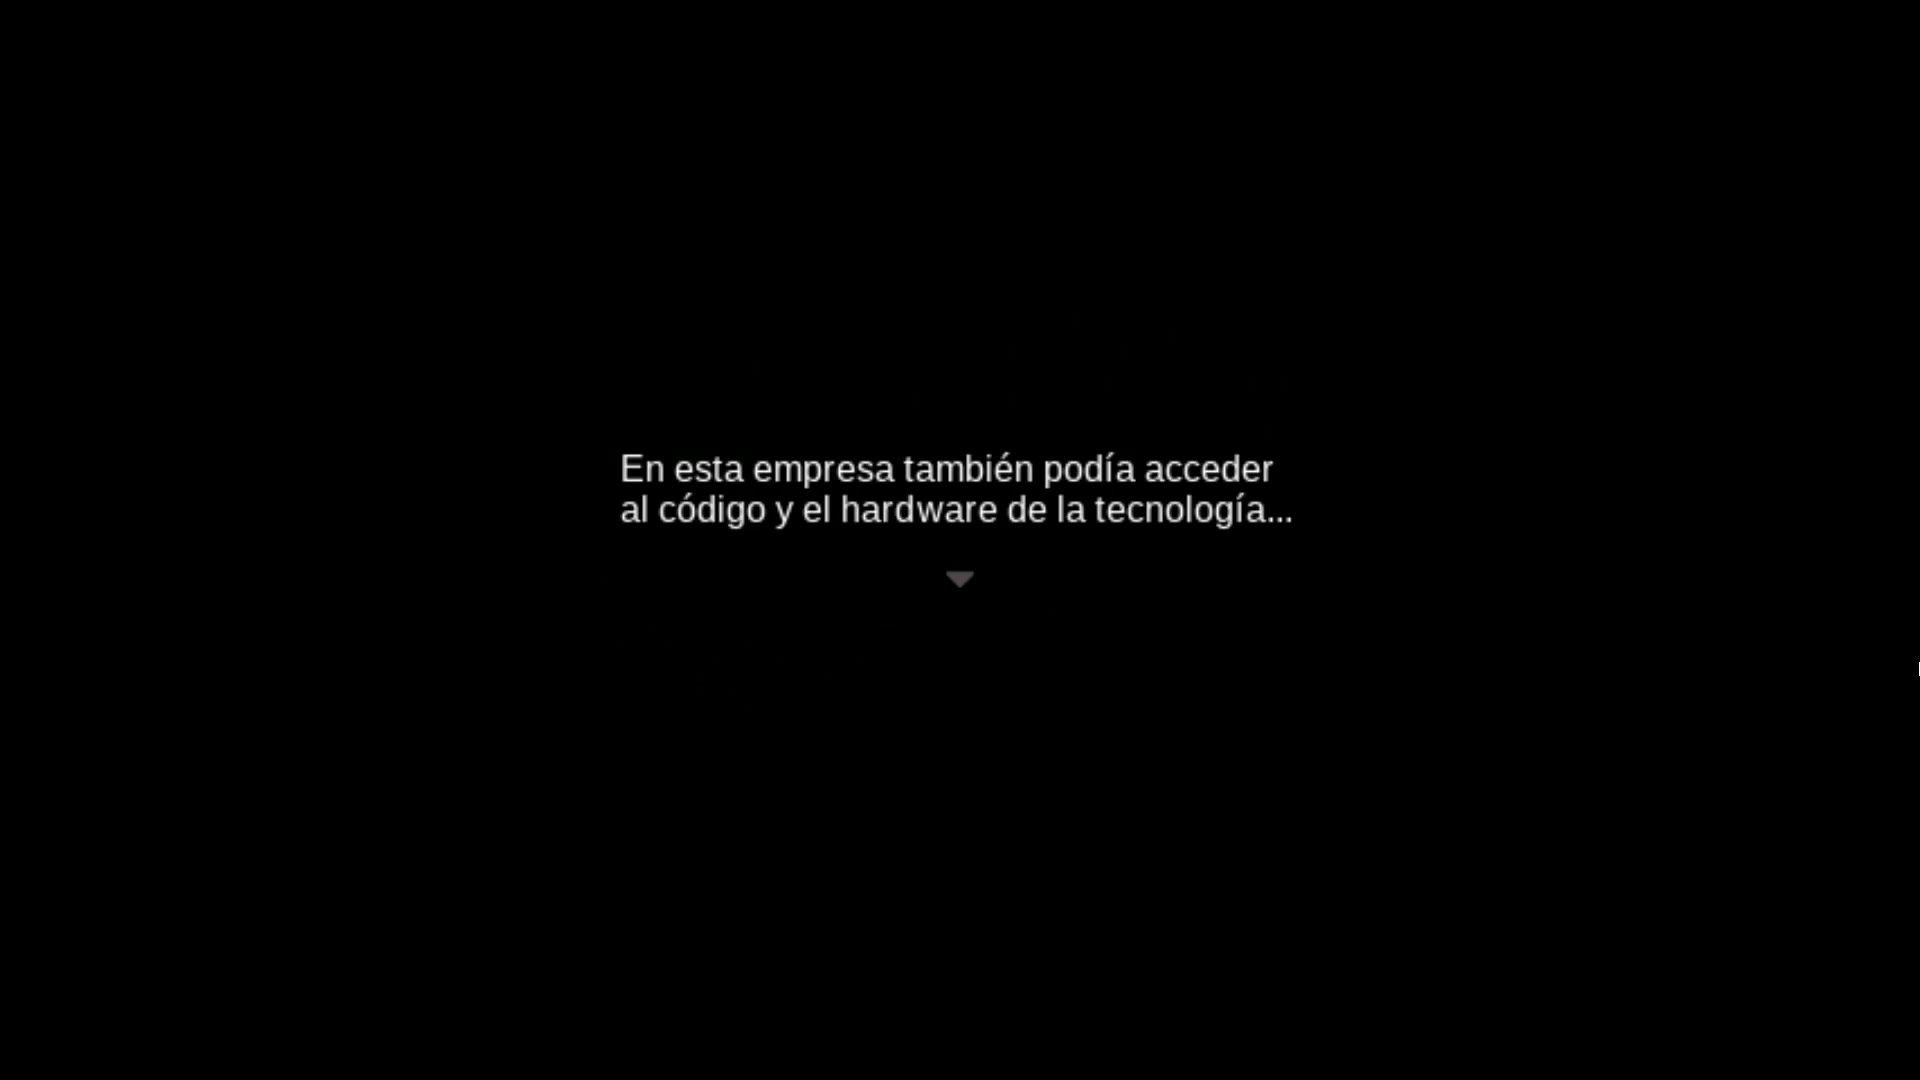 En esta empresa también podía acceder
al código y el hardware de la tecnología...